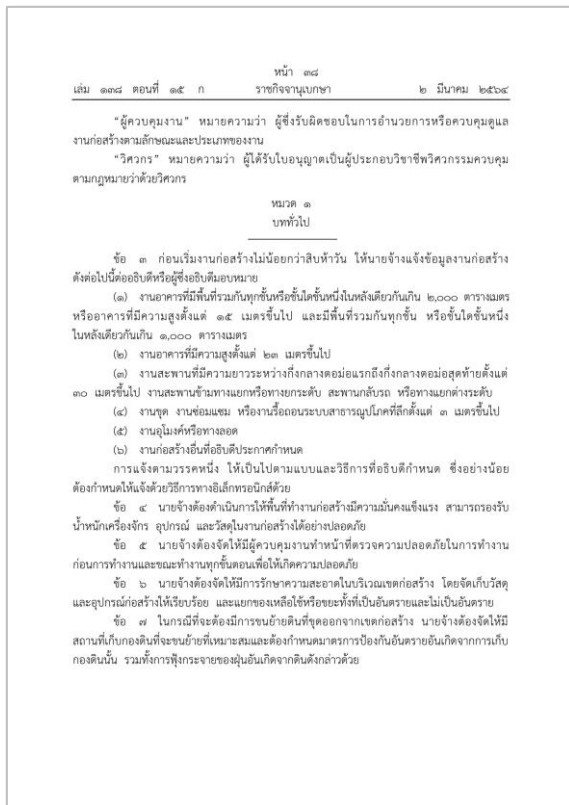 หน้า ๓๘
เล่ม ๑๓๘ ตอนที่ ๑๕ ก ราชกิจจานุเบกษา ๒ มีนาคม ๒๕๖๔
“ผู้ควบคุมงาน” หมายความว่า ผู้ซึ่งรับผิดชอบในการอำนวยการหรือควบคุมดูแล
งานก่อสร้างตามลักษณะและประเภทของงาน
“วิศวกร” หมายความว่า ผู้ได้รับใบอนุญาตเป็นผู้ประกอบวิชาชีพวิศวกรรมควบคุม
ตามกฎหมายว่าด้วยวิศวกร
หมวด ๑
บททั่วไป
ข้อ ๓ ก่อนเริ่มงานก่อสร้างไม่น้อยกว่าสิบห้าวัน ให้นายจ้างแจ้งข้อมูลงานก่อสร้าง
ดังต่อไปนี้ต่ออธิบดีหรือผู้ซึ่งอธิบดีมอบหมาย
(๑) งานอาคารที่มีพื้นที่รวมกันทุกชั้นหรือชั้นใดชั้นหนึ่งในหลังเดียวกันเกิน ๒,๐๐๐ ตารางเมตร
หรืออาคารที่มีความสูงตั้งแต่ ๑๕ เมตรขึ้นไป และมีพื้นที่รวมกันทุกชั้น หรือชั้นใดชั้นหนึ่ง
ในหลังเดียวกันเกิน ๑,๐๐๐ ตารางเมตร
(๒) งานอาคารที่มีความสูงตั้งแต่ ๒๓ เมตรขึ้นไป
(๓) งานสะพานที่มีความยาวระหว่างกึ่งกลางตอม่อแรกถึงกึ่งกลางตอม่อสุดท้ายตั้งแต่
๓๐ เมตรขึ้นไป งานสะพานข้ามทางแยกหรือทางยกระดับ สะพานกลับรถ หรือทางแยกต่างระดับ
(๔) งานขุด งานซ่อมแซม หรืองานรื้อถอนระบบสาธารณูปโภคที่ลึกตั้งแต่ ๓ เมตรขึ้นไป
(๕) งานอุโมงค์หรือทางลอด
(๖) งานก่อสร้างอื่นที่อธิบดีประกาศกำหนด
การแจ้งตามวรรคหนึ่ง ให้เป็นไปตามแบบและวิธีการที่อธิบดีกำหนด ซึ่งอย่างน้อย
ต้องกำหนดให้แจ้งด้วยวิธีการทางอิเล็กทรอนิกส์ด้วย
ข้อ ๔ นายจ้างต้องดำเนินการให้พื้นที่ทำงานก่อสร้างมีความมั่นคงแข็งแรง สามารถรองรับ
น้ำหนักเครื่องจักร อุปกรณ์ และวัสดุในงานก่อสร้างได้อย่างปลอดภัย
ข้อ ๕ นายจ้างต้องจัดให้มีผู้ควบคุมงานทำหน้าที่ตรวจความปลอดภัยในการทำงาน
ก่อนการทำงานและขณะทำงานทุกขั้นตอนเพื่อให้เกิดความปลอดภัย
ข้อ ๖ นายจ้างต้องจัดให้มีการรักษาความสะอาดในบริเวณเขตก่อสร้าง โดยจัดเก็บวัสดุ
และอุปกรณ์ก่อสร้างให้เรียบร้อย และแยกของเหลือใช้หรือขยะทั้งที่เป็นอันตรายและไม่เป็นอันตราย
ข้อ ๗ ในกรณีที่จะต้องมีการขนย้ายดินที่ขุดออกจากเขตก่อสร้าง นายจ้างต้องจัดให้มี
สถานที่เก็บกองดินที่จะขนย้ายที่เหมาะสมและต้องกำหนดมาตรการป้องกันอันตรายอันเกิดจากการเก็บ
กองดินนั้น รวมทั้งการฟุ้งกระจายของฝุ่นอันเกิดจากดินดังกล่าวด้วย